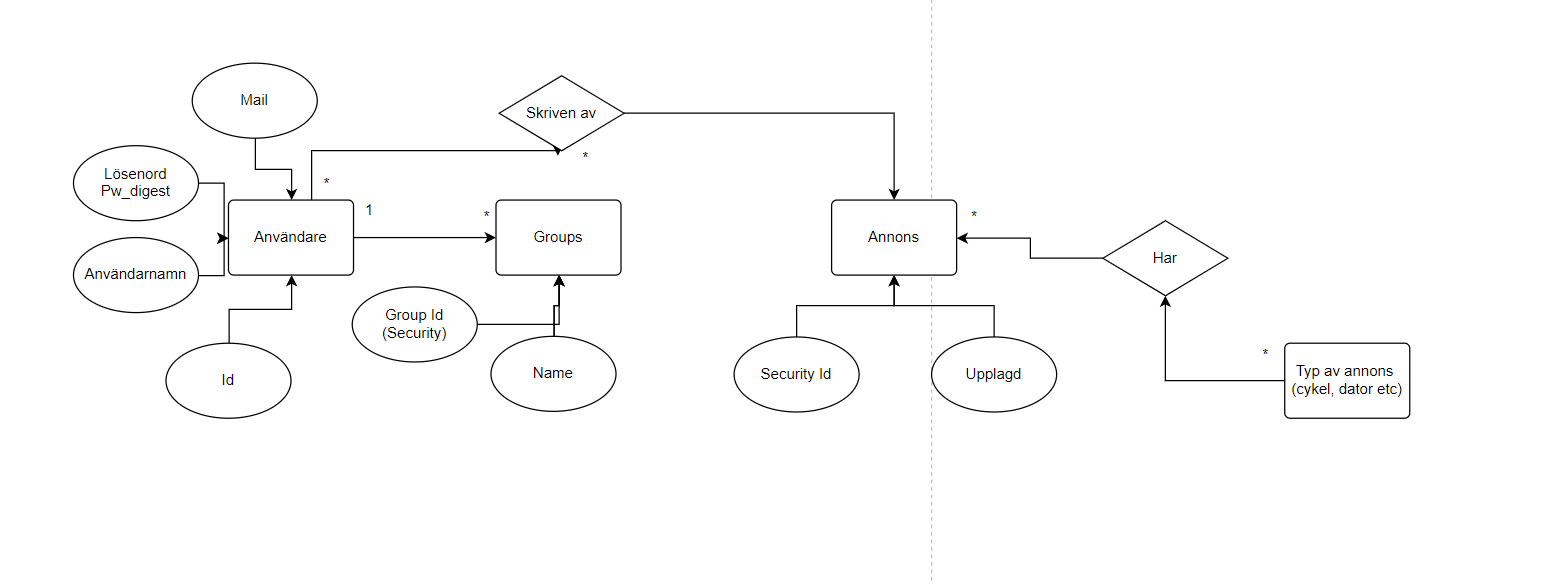 Mail
Skriven av
*
Lösenord
Pw_digest
*
1
*
Användare
Groups
Annons
*
Har
Användarnamn
Group Id
(Security)
Name
Id
Security Id
Upplagd
*
Typ av annons
(cykel, dator etc)